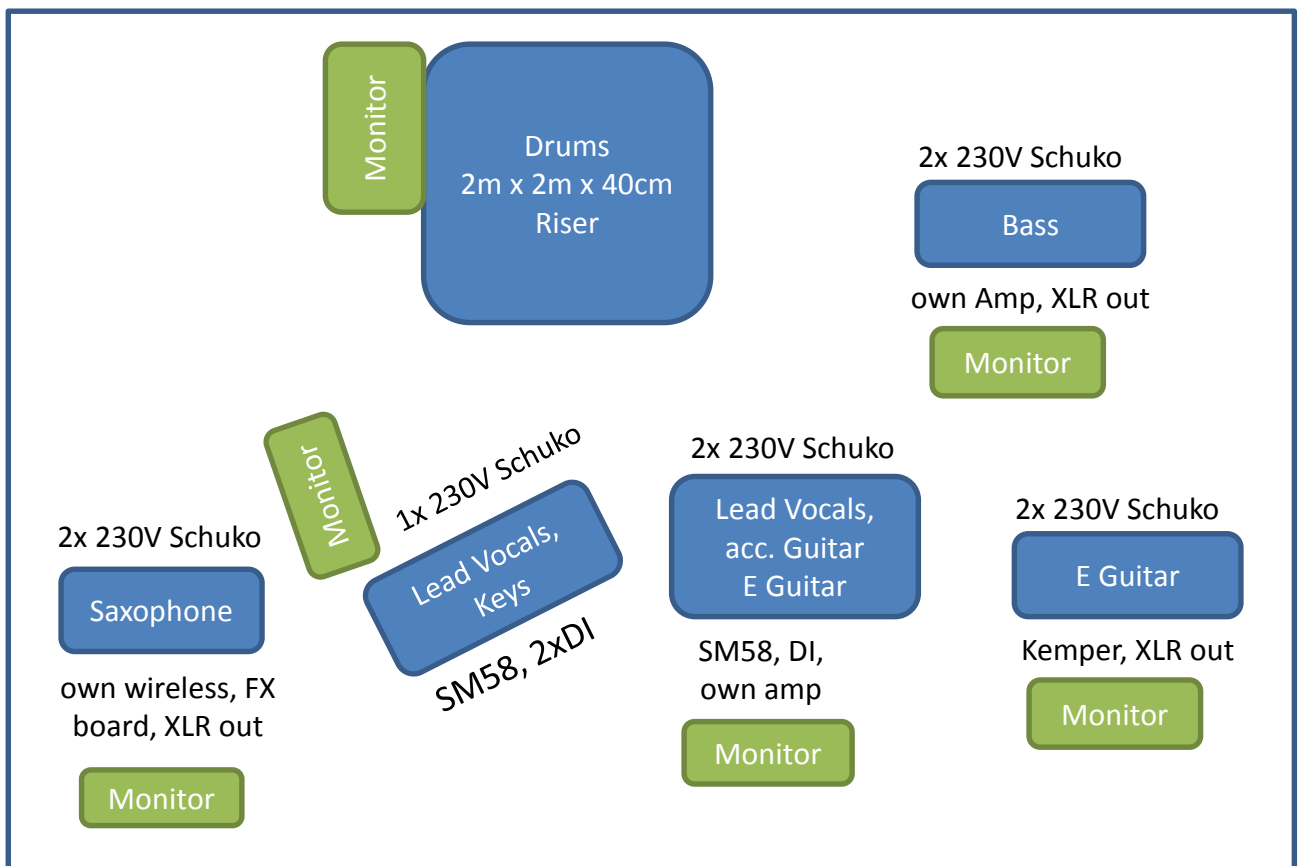 Monitor
Drums
2m x 2m x 40cm
Riser
2x 230V Schuko
Bass
own Amp, XLR out
Monitor
Monitor
1x 230V Schuko
Lead Vocals,
Keys
SM58, 2xDI
2x 230V Schuko
Lead Vocals,
acc. Guitar
E Guitar
SM58, DI,
own amp
Monitor
2x 230V Schuko
E Guitar
Kemper, XLR out
Monitor
2x 230V Schuko
Saxophone
own wireless, FX
board, XLR out
Monitor